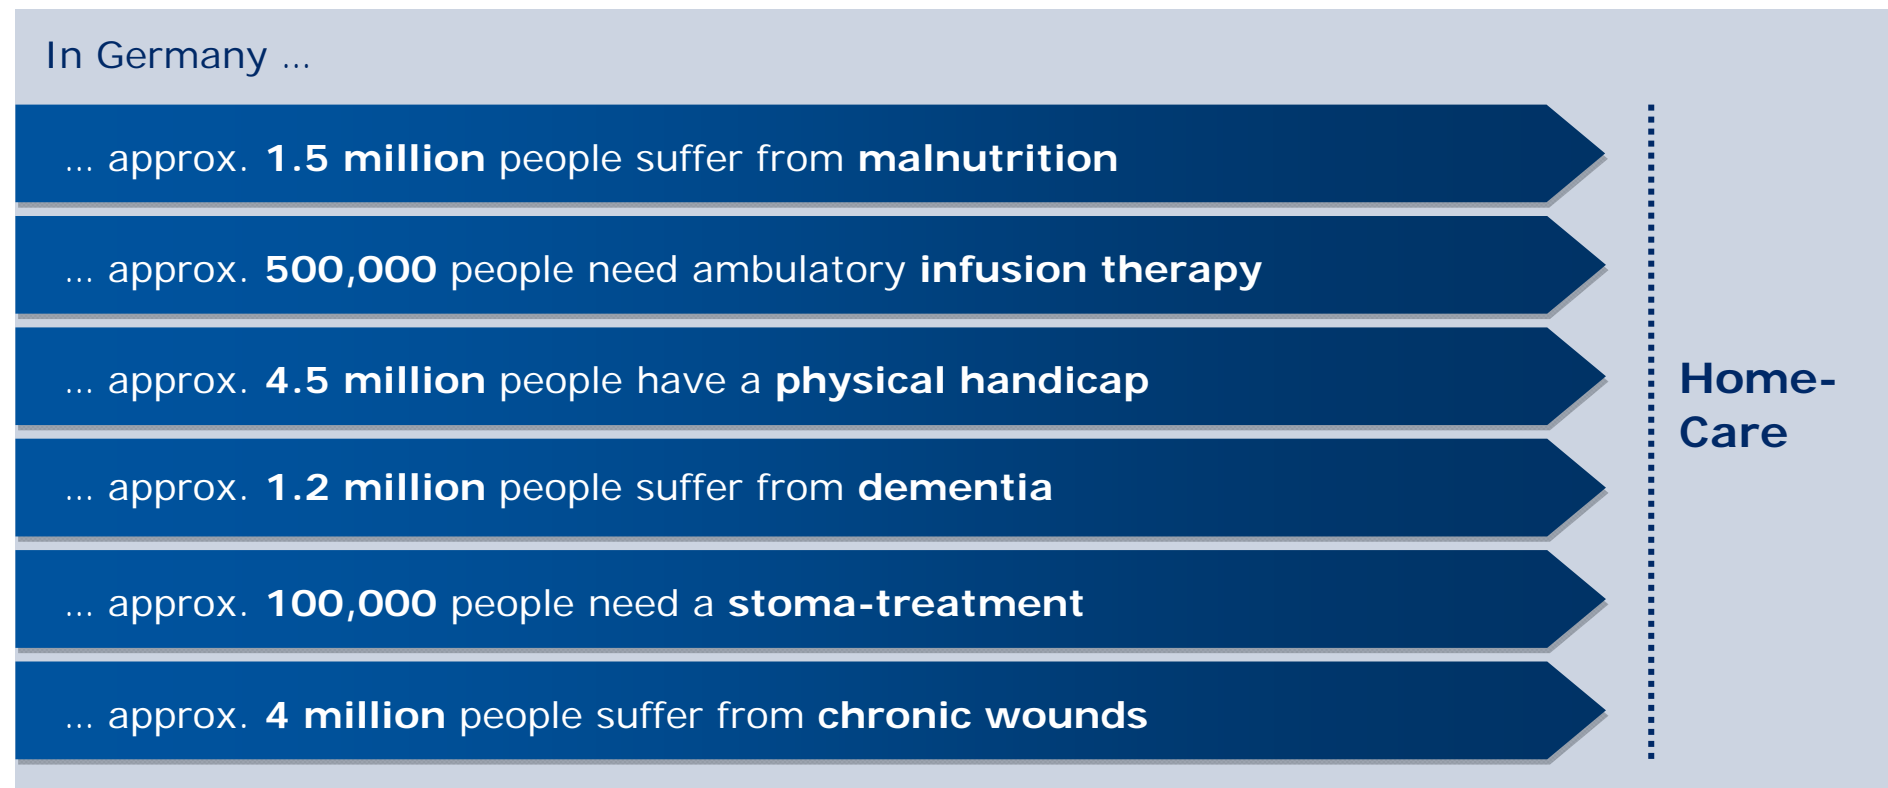 In Germany ...
... approx. 1.5 million people suffer from malnutrition
... approx. 500,000 people need ambulatory infusion therapy
... approx. 4.5 million people have a physical handicap
... approx. 1.2 million people suffer from dementia
... approx. 100,000 people need a stoma-treatment
... approx. 4 million people suffer from chronic wounds
Home-
Care